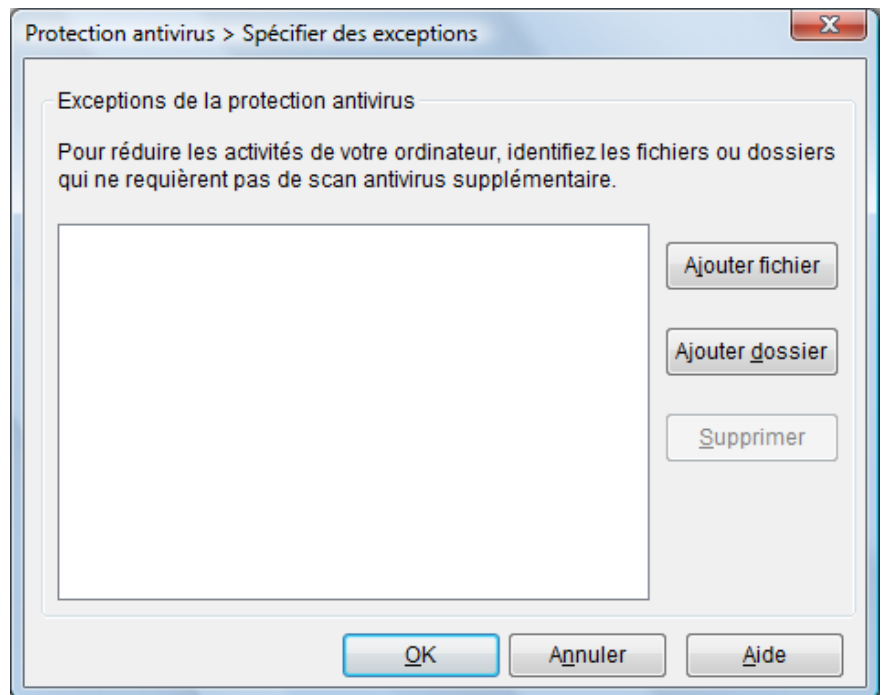 Protection antivirus > Spécifier des exceptions
Exceptions de la protection antivirus
Pour réduire les activités de votre ordinateur, identifiez les fichiers ou dossiers
qui ne requièrent pas de scan antivirus supplémentaire.
Ajouter fichier
Ajouter dossier
Supprimer
OK
Annuler
Aide